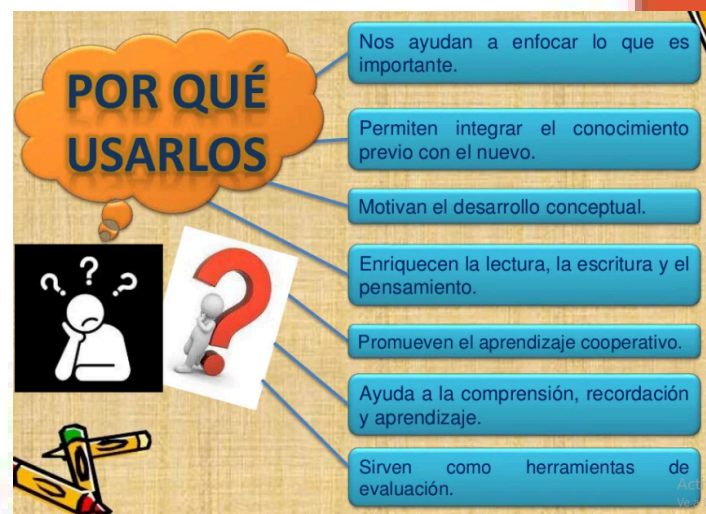 POR QUÉ
USARLOS
Nos ayudan a enfocar lo que es
importante.
Permiten integrar el conocimiento
previo con el nuevo.
Motivan el desarrollo conceptual.
Enriquecen la lectura, la escritura y el
pensamiento.
Promueven el aprendizaje cooperativo.
Ayuda a la comprensión, recordación
y aprendizaje.
Sirven como herramientas de
evaluación.